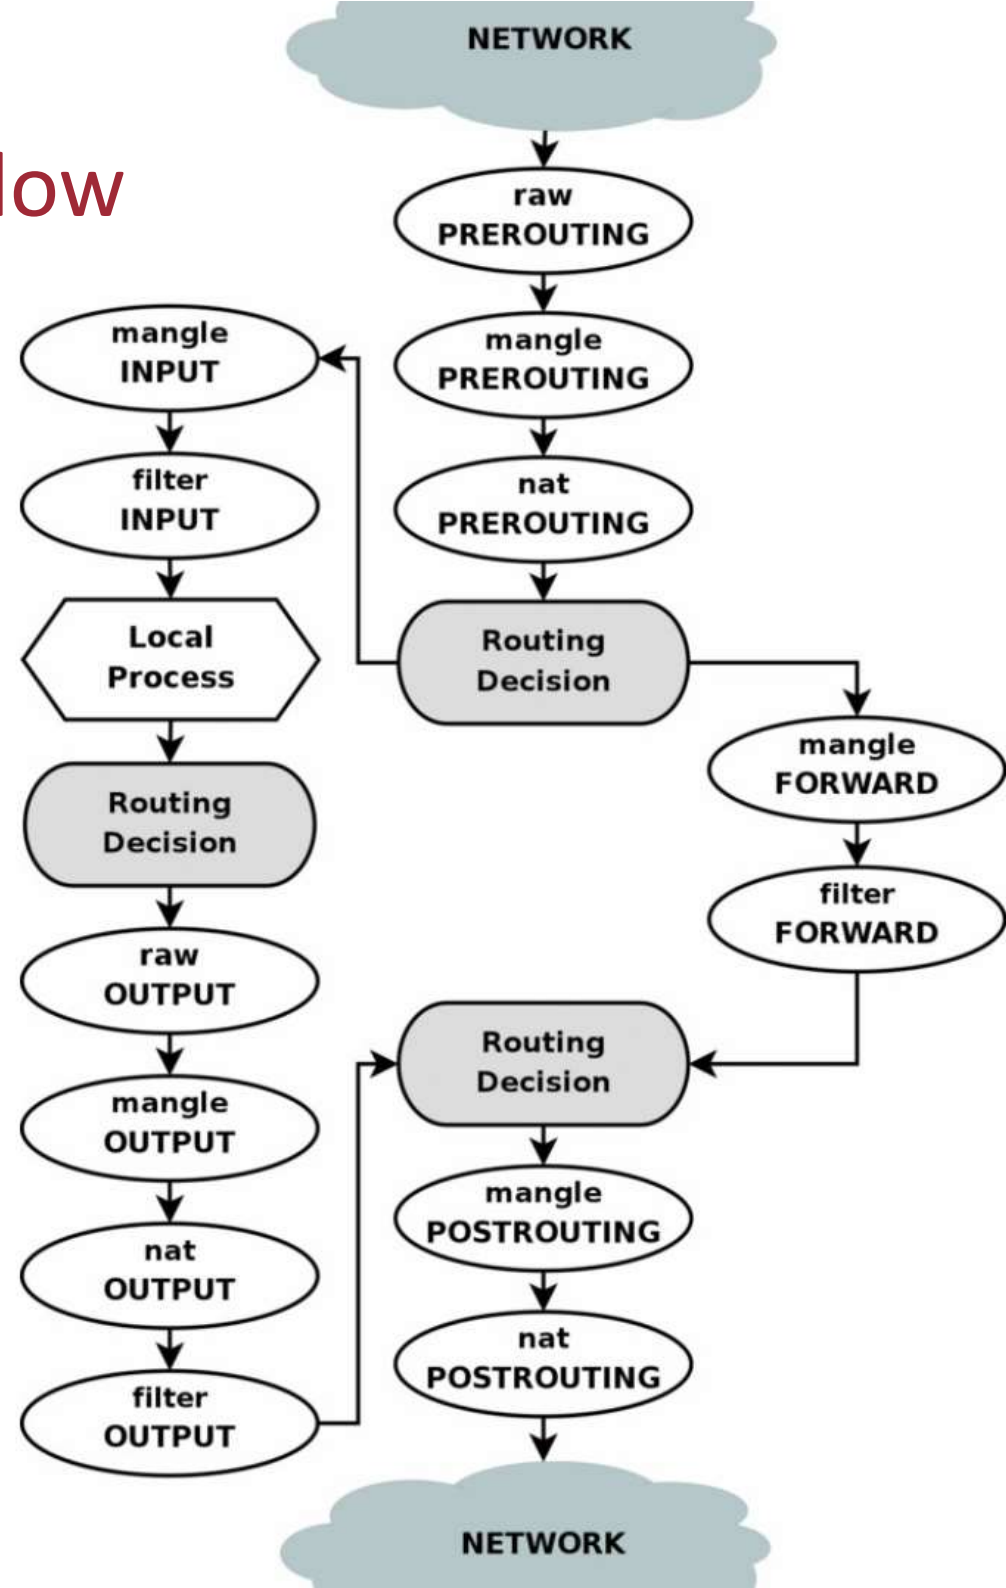 NETWORK
low
raw
PREROUTING
mangle
INPUT
mangle
PREROUTING
filter
INPUT
nat
PREROUTING
Local
Process
Routing
Decision
mangle
FORWARD
Routing
Decision
filter
FORWARD
raw
OUTPUT
Routing
Decision
mangle
OUTPUT
mangle
POSTROUTING
nat
OUTPUT
nat
POSTROUTING
filter
OUTPUT
NETWORK